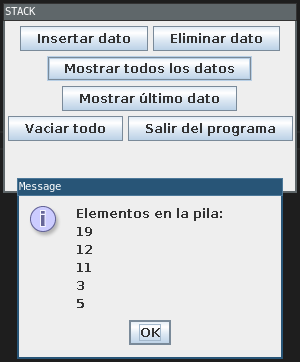 STACK
Insertar dato Eliminar dato
Mostrar todos los datos
Mostrar último dato
Vaciar todo Salir del programa
Message
Elementos en la pila:
19
12
11
3
5
OK